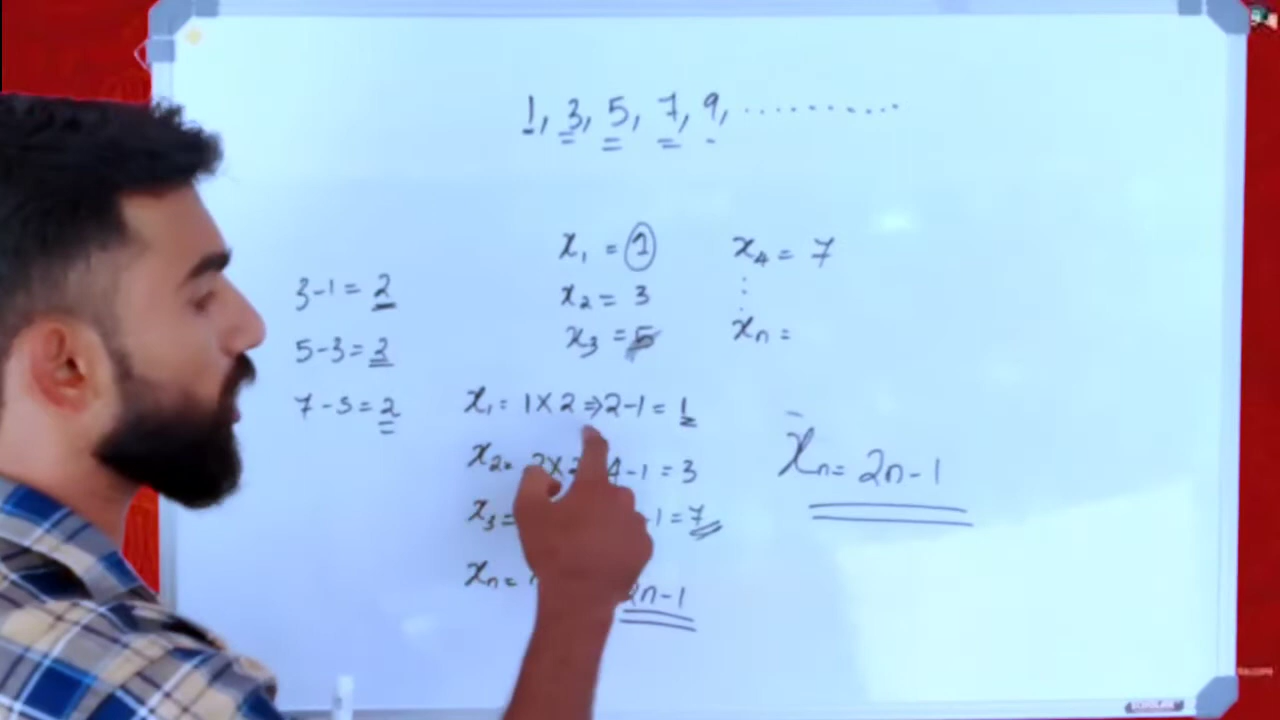 1, 3, 5, 7, 9, ...........
x₁ = 1
x₂ = 3
x₃ = 5
x₄ = 7
⋮
xₙ =
3-1 = 2
5-3 = 2
7-5 = 2
x₁ = 1×2 ⇒ 2-1 = 1
x₂ = 2×2 4-1 = 3
x₃ = -1 = 7
xₙ = 2n-1
xₙ = 2n-1